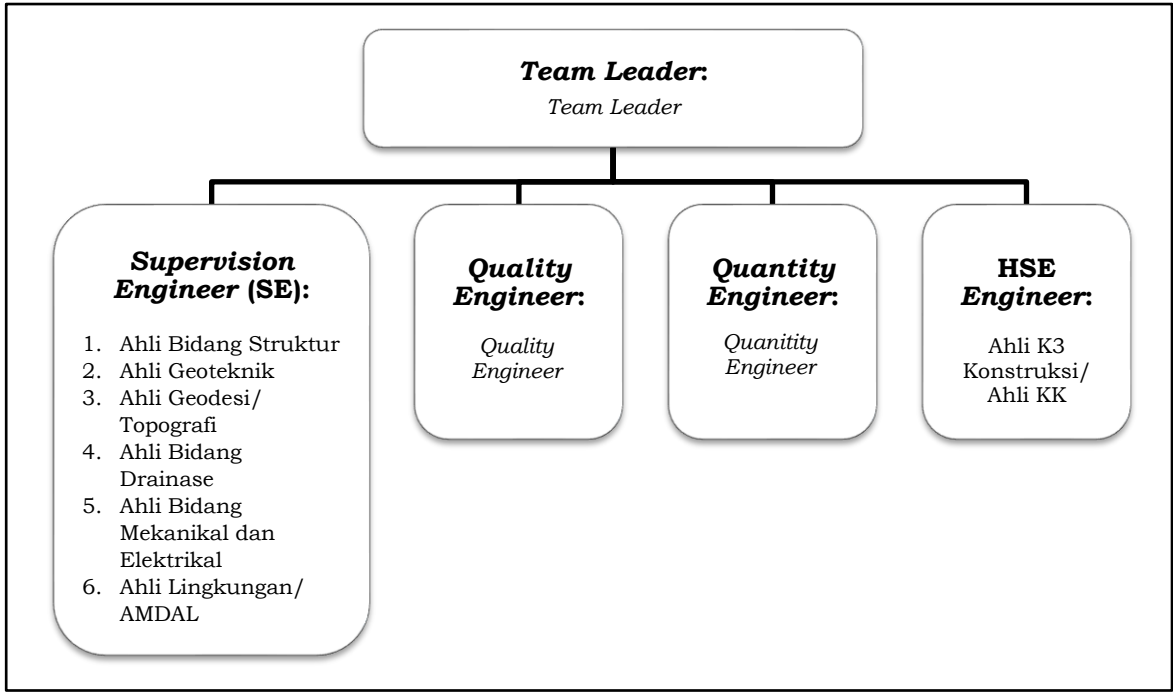 Team Leader:
Team Leader
Supervision
Engineer (SE):
1. Ahli Bidang Struktur
2. Ahli Geoteknik
3. Ahli Geodesi/
Topografi
4. Ahli Bidang
Drainase
5. Ahli Bidang
Mekanikal dan
Elektrikal
6. Ahli Lingkungan/
AMDAL
Quality
Engineer:
Quality
Engineer
Quantity
Engineer:
Quanitity
Engineer
HSE
Engineer:
Ahli K3
Konstruksi/
Ahli KK